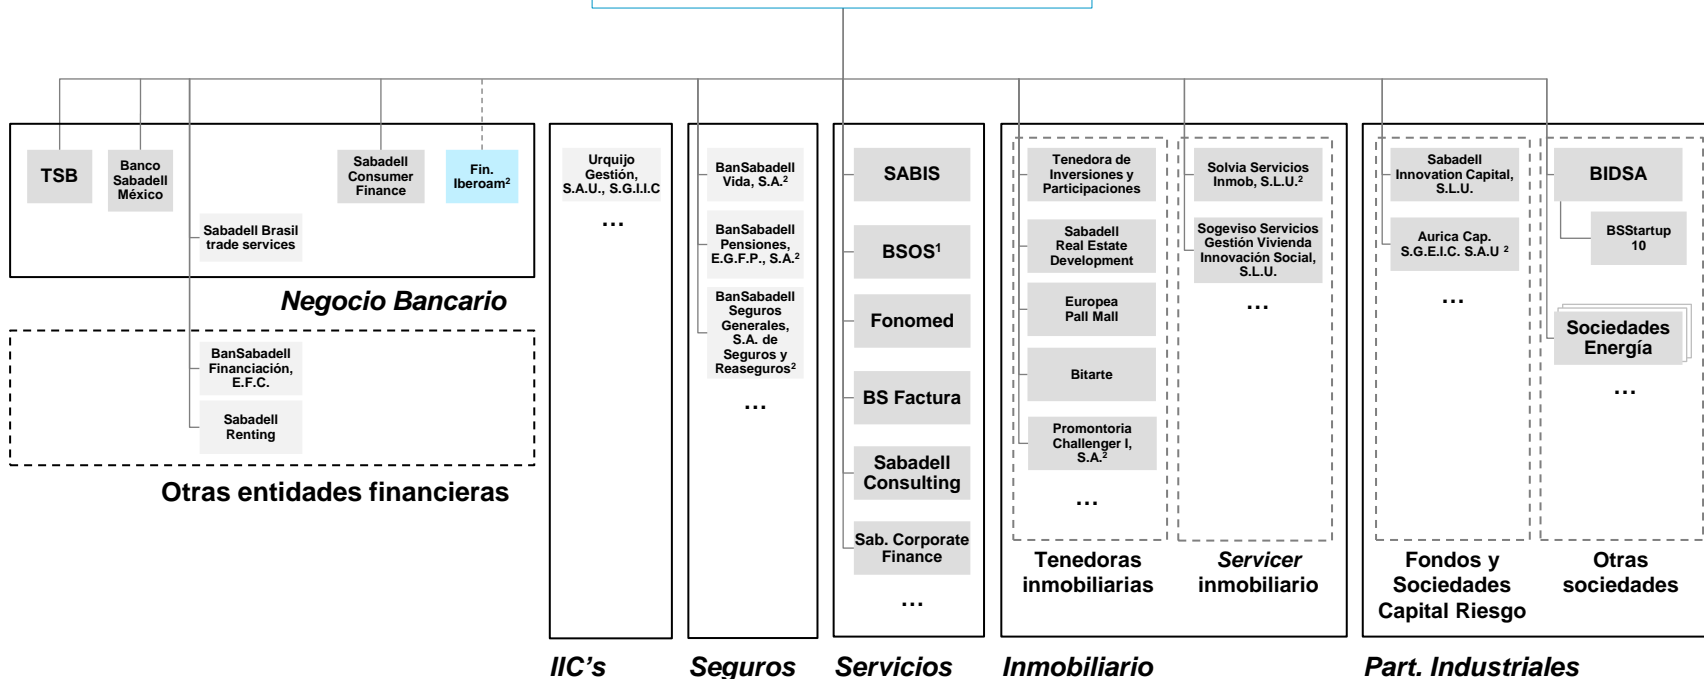 TSB
Banco
Sabadell
México
Sabadell
Consumer
Finance
Fin.
Iberoam²
Sabadell Brasil
trade services
Negocio Bancario
BanSabadell
Financiación,
E.F.C.
Sabadell
Renting
Otras entidades financieras
Urquijo
Gestión,
S.A.U., S.G.I.I.C
...
IIC's
BanSabadell
Vida, S.A.²
BanSabadell
Pensiones,
E.G.F.P., S.A.²
BanSabadell
Seguros
Generales,
S.A. de
Seguros y
Reaseguros²
...
Seguros
SABIS
BSOS¹
Fonomed
BS Factura
Sabadell
Consulting
Sab. Corporate
Finance
...
Servicios
Tenedora de
Inversiones y
Participaciones
Sabadell
Real Estate
Development
Europea
Pall Mall
Bitarte
Promontoria
Challenger I,
S.A.²
...
Tenedoras
inmobiliarias
Solvia Servicios
Inmob, S.L.U.²
Sogeviso Servicios
Gestión Vivienda
Innovación Social,
S.L.U.
...
Servicer
inmobiliario
Inmobiliario
Sabadell
Innovation Capital,
S.L.U.
Aurica Cap.
S.G.E.I.C. S.A.U ²
...
Fondos y
Sociedades
Capital Riesgo
BIDSA
BSStartup
10
Sociedades
Energía
...
Otras
sociedades
Part. Industriales